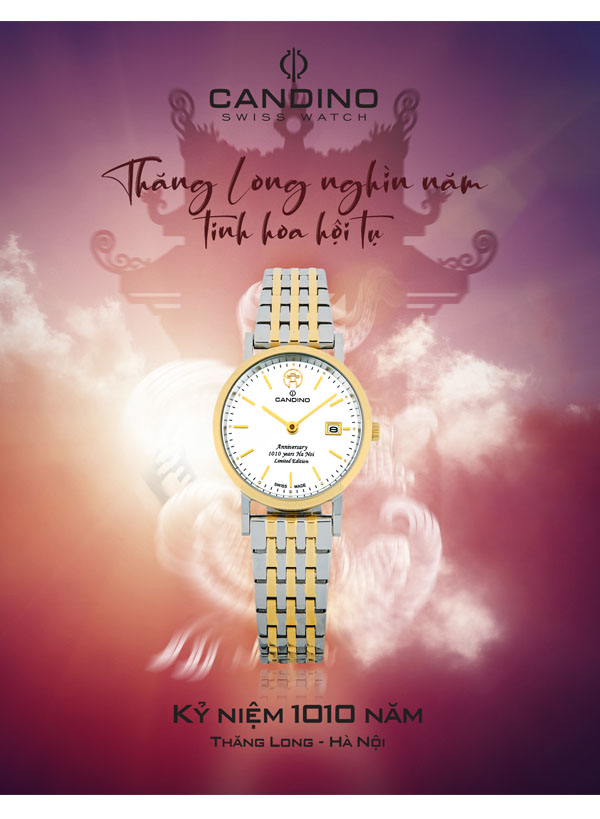 CANDINO
SWISS WATCH
Thăng Long nghìn năm
tinh hoa hội tụ
CANDINO
8
Anniversary
1010 years Ha Noi
Limited Edition
SWISS MADE
KỶ NIỆM 1010 NĂM
THĂNG LONG - HÀ NỘI